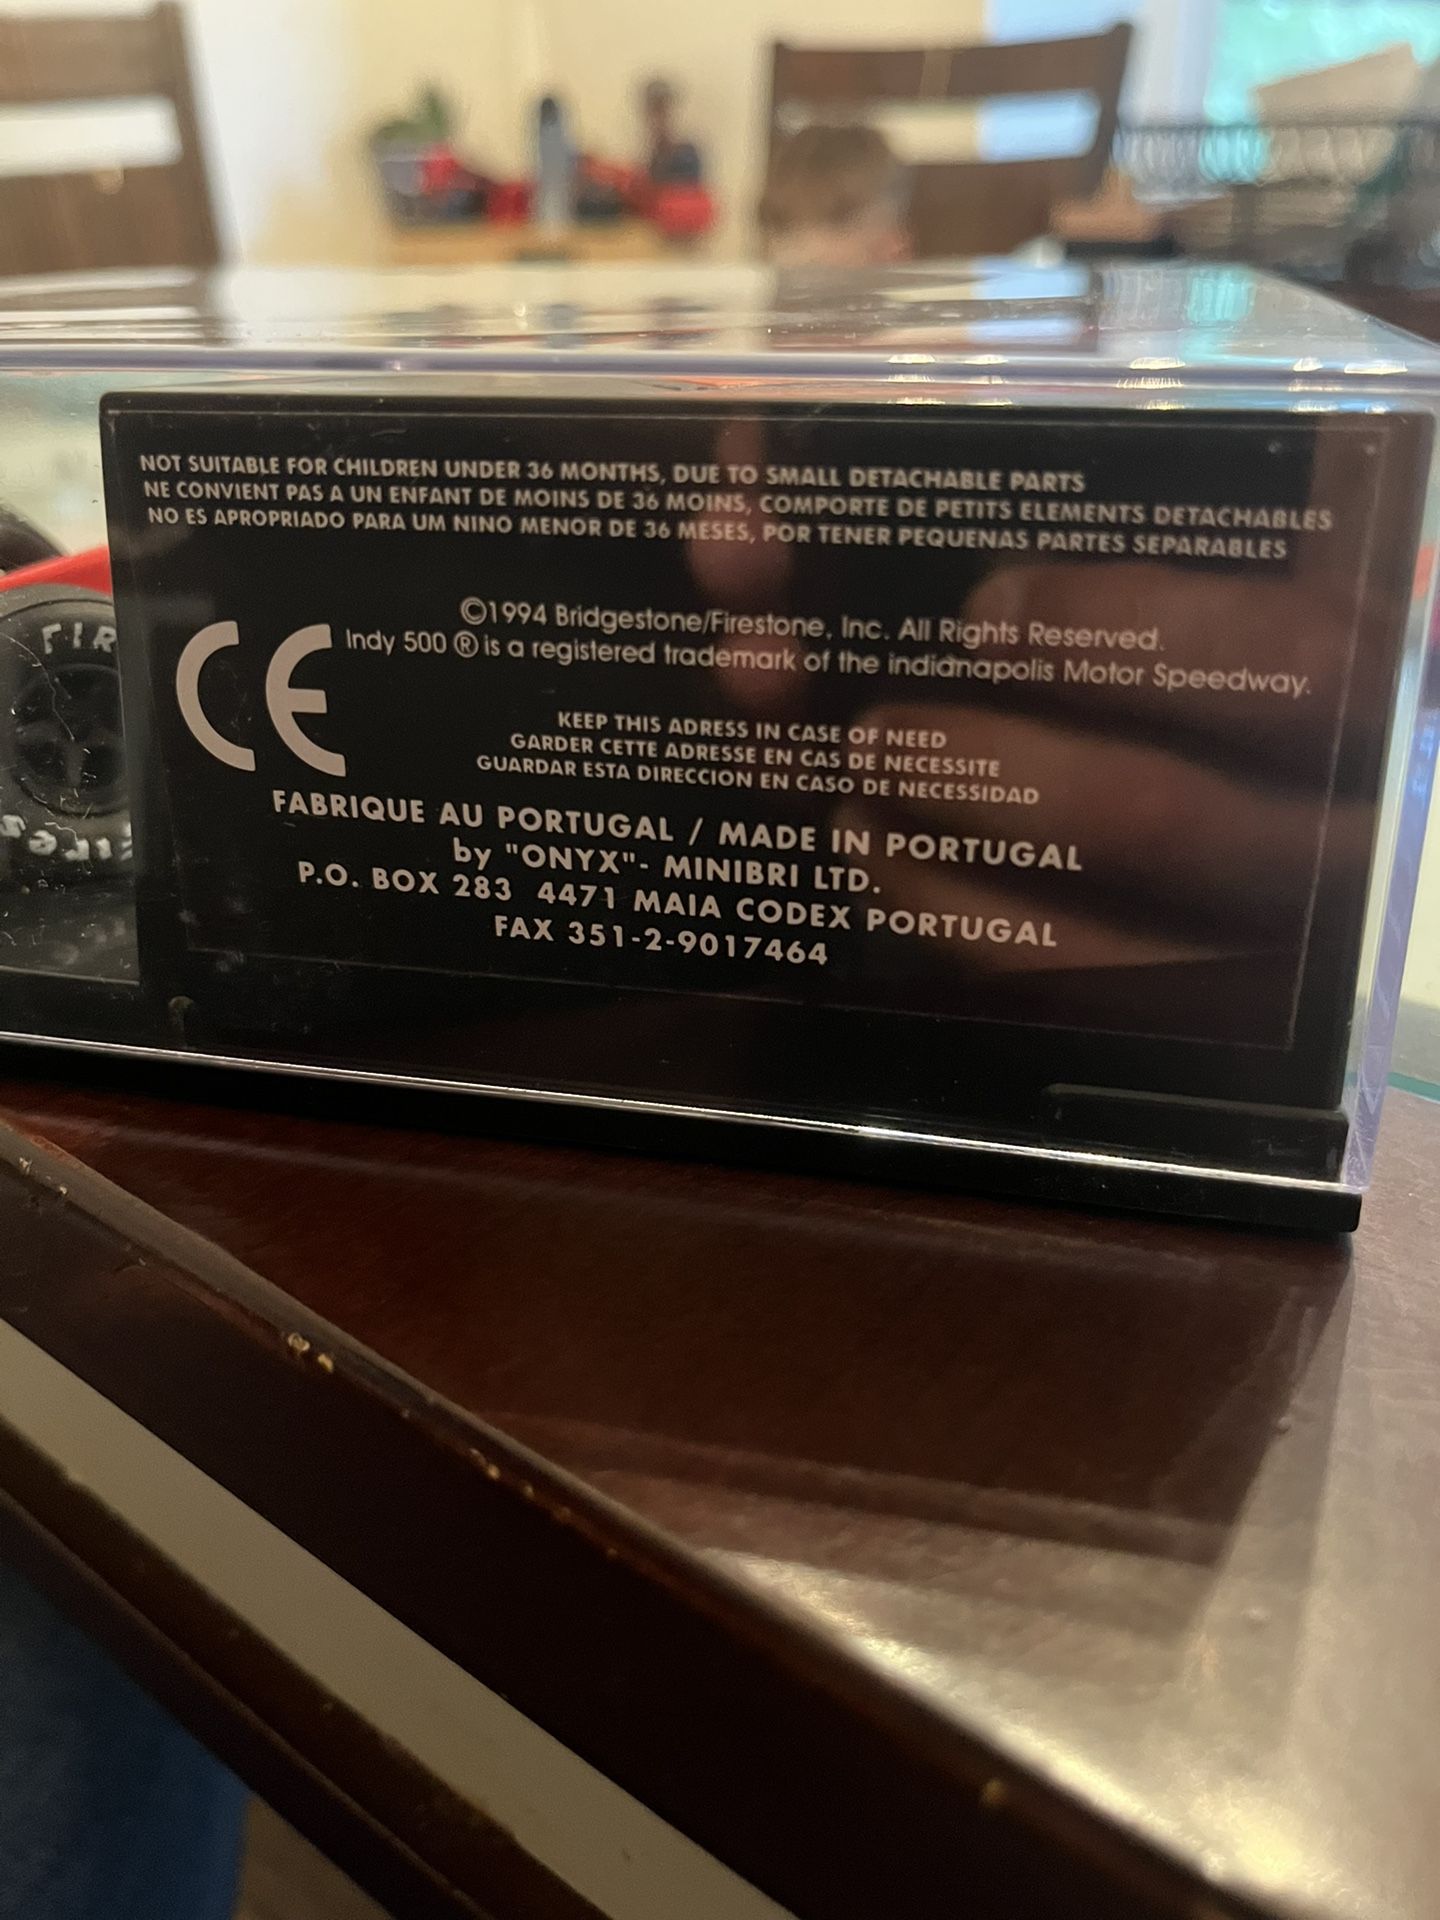 NOT SUITABLE FOR CHILDREN UNDER 36 MONTHS, DUE TO SMALL DETACHABLE PARTS
NE CONVIENT PAS A UN ENFANT DE MOINS DE 36 MOINS, COMPORTE DE PETITS ELEMENTS DETACHABLES
NO ES APROPRIADO PARA UM NINO MENOR DE 36 MESES, POR TENER PEQUENAS PARTES SEPARABLES
©1994 Bridgestone/Firestone, Inc. All Rights Reserved.
Indy 500 ® is a registered trademark of the indianapolis Motor Speedway.
CE
KEEP THIS ADRESS IN CASE OF NEED
GARDER CETTE ADRESSE EN CAS DE NECESSITE
GUARDAR ESTA DIRECCION EN CASO DE NECESSIDAD
FABRIQUE AU PORTUGAL / MADE IN PORTUGAL
by "ONYX"- MINIBRI LTD.
P.O. BOX 283 4471 MAIA CODEX PORTUGAL
FAX 351-2-9017464
FIR